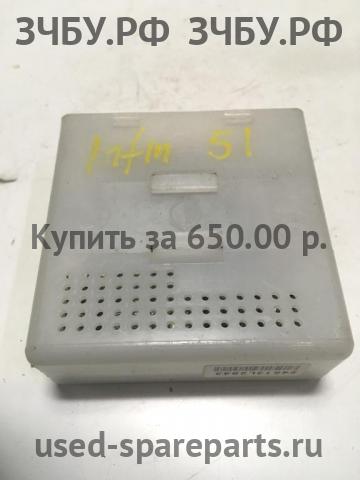 ЗЧБУ.РФ ЗЧБУ.РФ
Infm 51
Купить за 650.00 р.
used-spareparts.ru